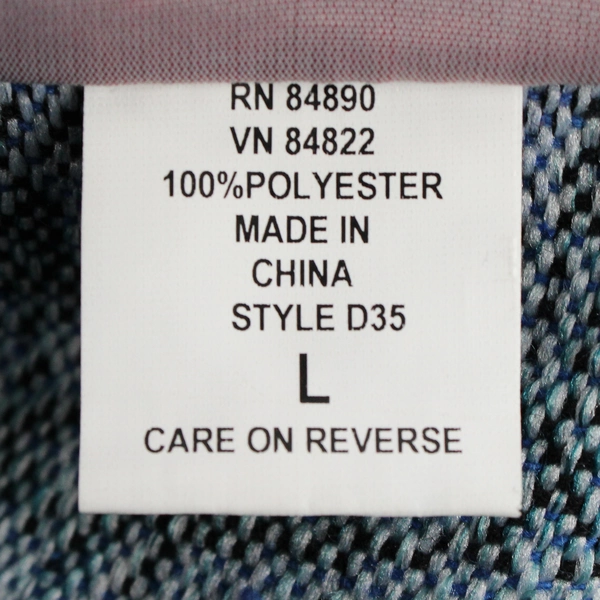 RN 84890
VN 84822
100%POLYESTER
MADE IN
CHINA
STYLE D35
L
CARE ON REVERSE